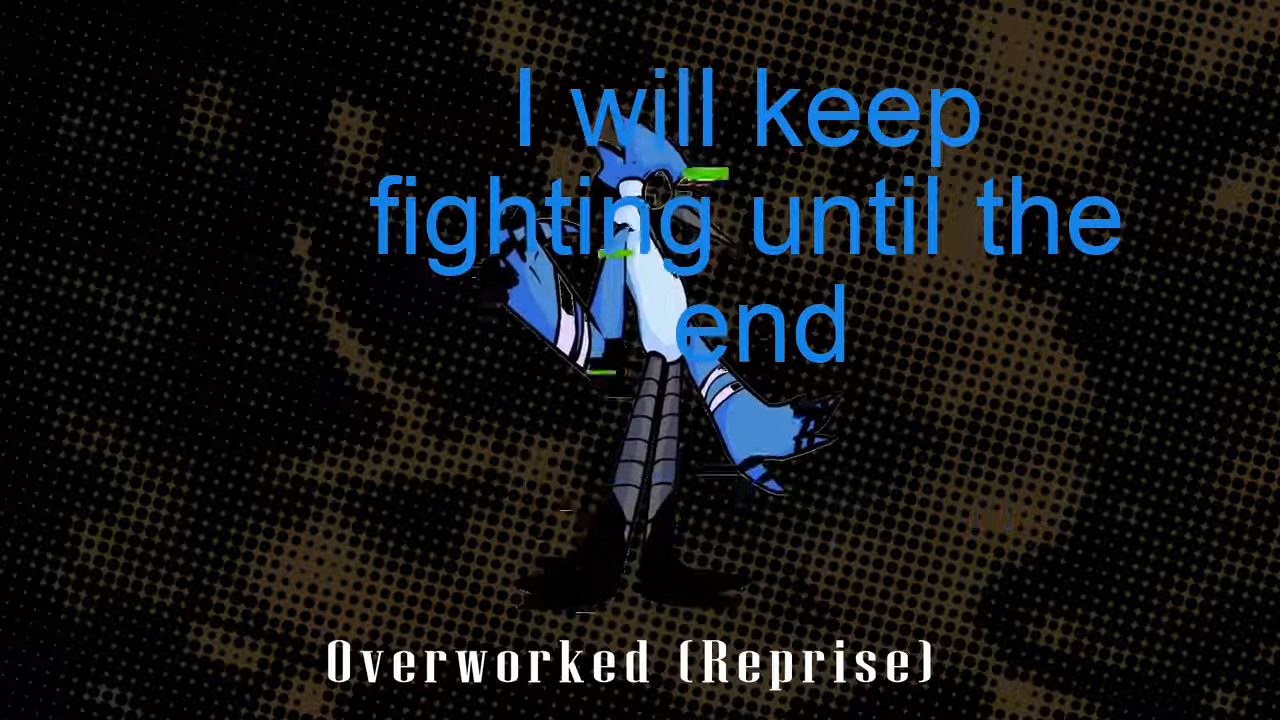 I will keep
fighting until the
end
Overworked (Reprise)